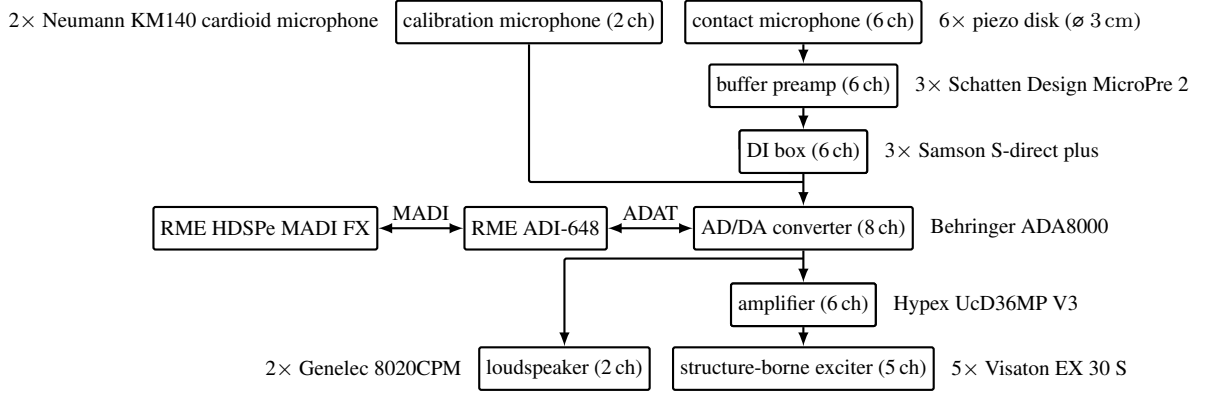 2× Neumann KM140 cardioid microphone calibration microphone (2 ch) contact microphone (6 ch) 6× piezo disk (⌀ 3 cm)
buffer preamp (6 ch) 3× Schatten Design MicroPre 2
DI box (6 ch) 3× Samson S-direct plus
MADI ADAT
RME HDSPe MADI FX RME ADI-648 AD/DA converter (8 ch) Behringer ADA8000
amplifier (6 ch) Hypex UcD36MP V3
2× Genelec 8020CPM loudspeaker (2 ch) structure-borne exciter (5 ch) 5× Visaton EX 30 S